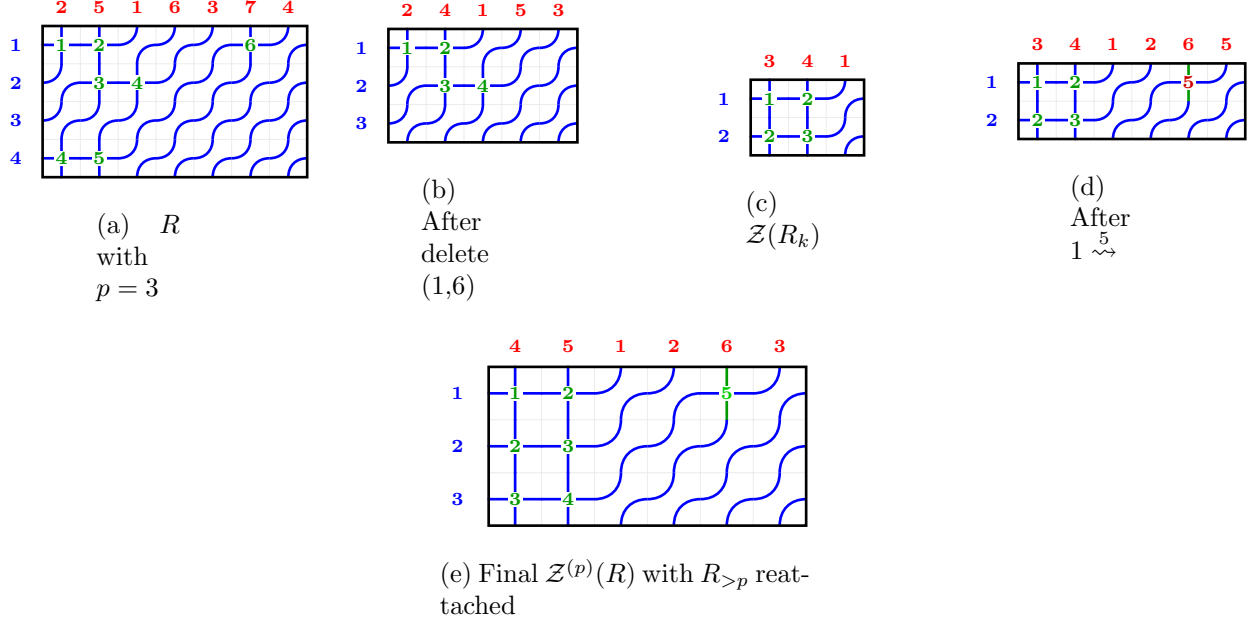 2 5 1 6 3 7 4
1 1 2 6
2 3 4
3
4 4 5
(a) R
with
p = 3
2 4 1 5 3
1 1 2
2 3 4
3
(b)
After
delete
(1,6)
3 4 1
1 1 2
2 2 3
(c)
𝒵(R_k)
3 4 1 2 6 5
1 1 2 5
2 2 3
(d)
After
1 ⇝^5
4 5 1 2 6 3
1 1 2 5
2 2 3
3 3 4
(e) Final 𝒵^{(p)}(R) with R_{>p} reat-
tached